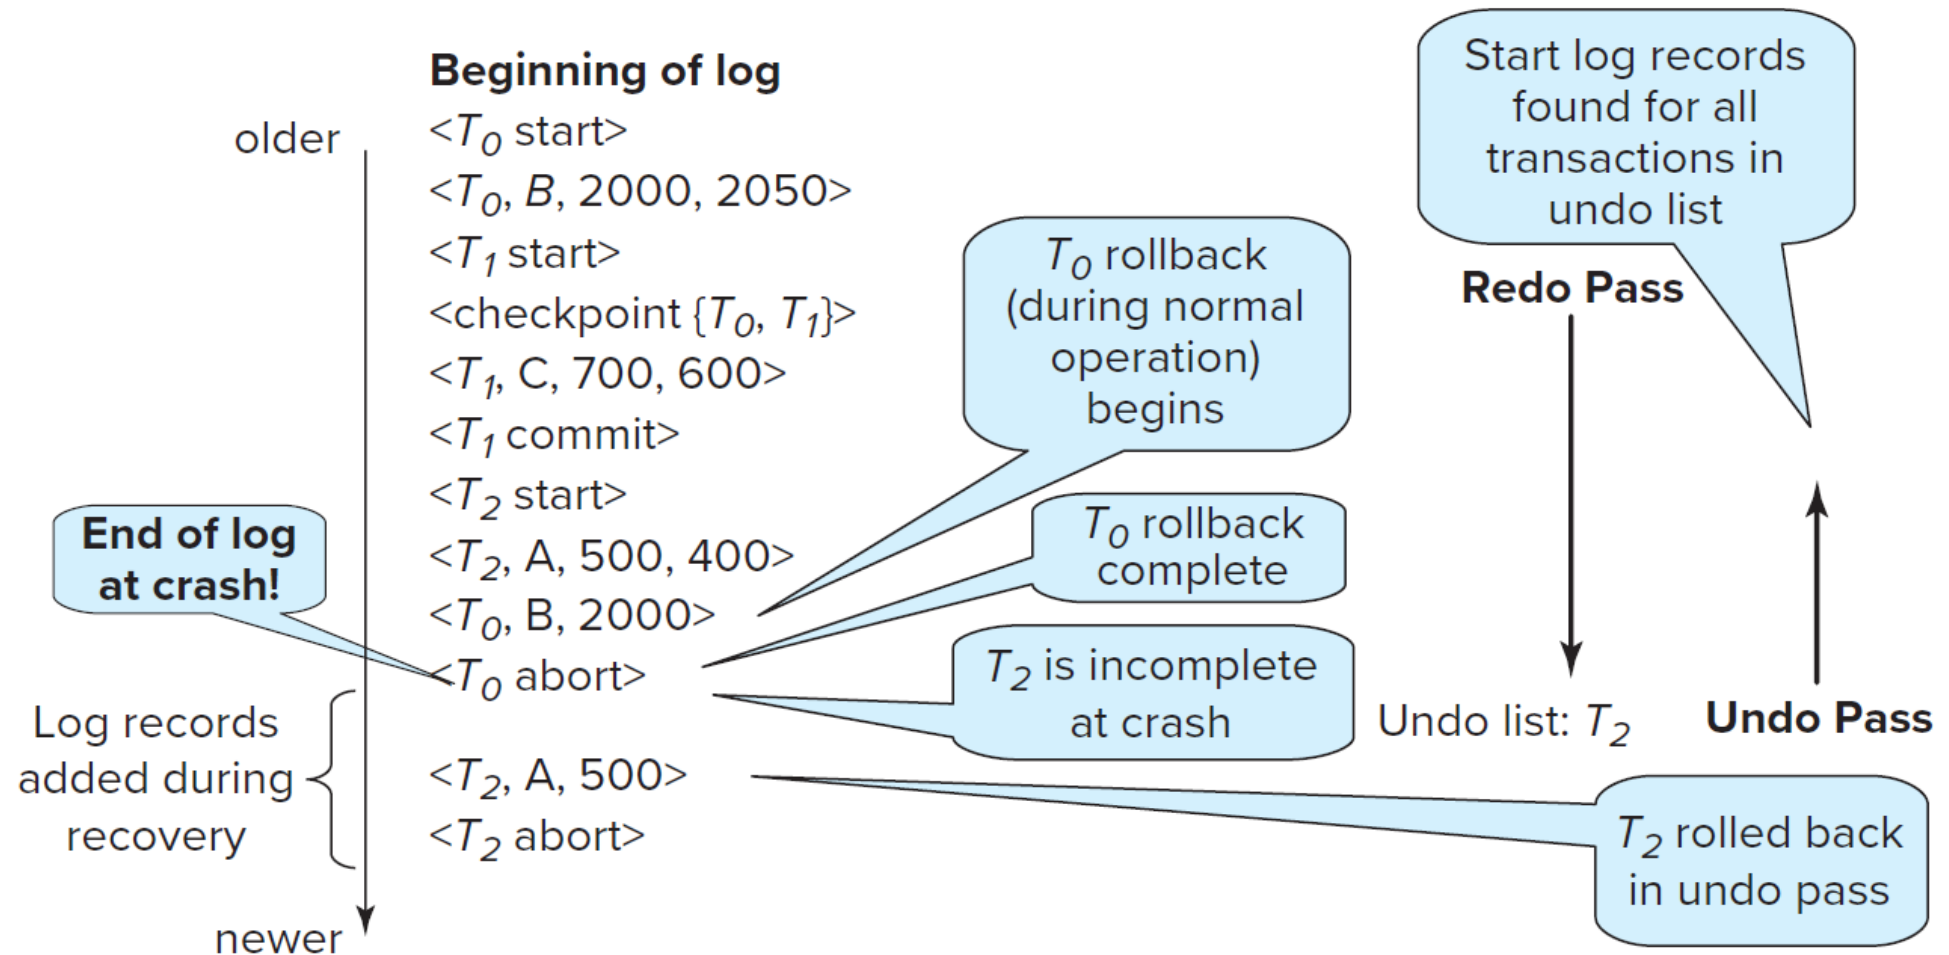 Beginning of log
older
<T0 start>
<T0, B, 2000, 2050>
<T1 start>
<checkpoint {T0, T1}>
<T1, C, 700, 600>
<T1 commit>
<T2 start>
<T2, A, 500, 400>
<T0, B, 2000>
<T0 abort>
<T2, A, 500>
<T2 abort>
newer
End of log
at crash!
Log records
added during
recovery
T0 rollback
(during normal
operation)
begins
T0 rollback
complete
T2 is incomplete
at crash
Start log records
found for all
transactions in
undo list
Redo Pass
Undo list: T2
Undo Pass
T2 rolled back
in undo pass